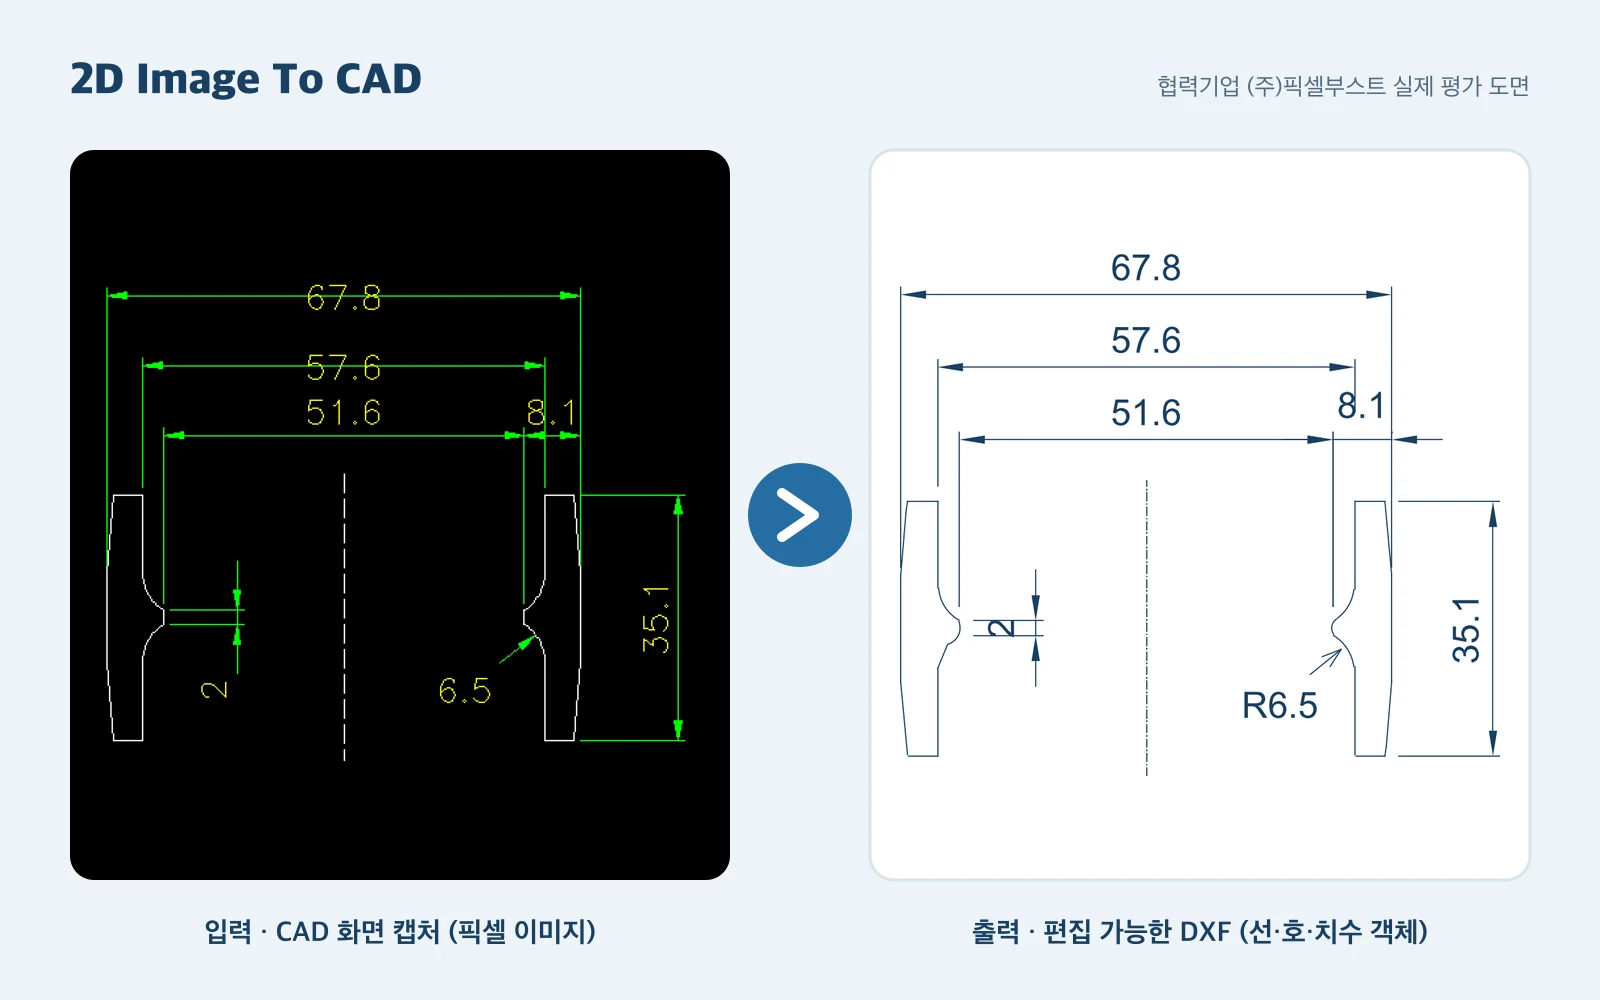 2D Image To CAD
협력기업 (주)픽셀부스트 실제 평가 도면
67.8
57.6
51.6
8.1
35.1
2
6.5
67.8
57.6
51.6
8.1
2
35.1
R6.5
입력 · CAD 화면 캡처 (픽셀 이미지)
출력 · 편집 가능한 DXF (선·호·치수 객체)